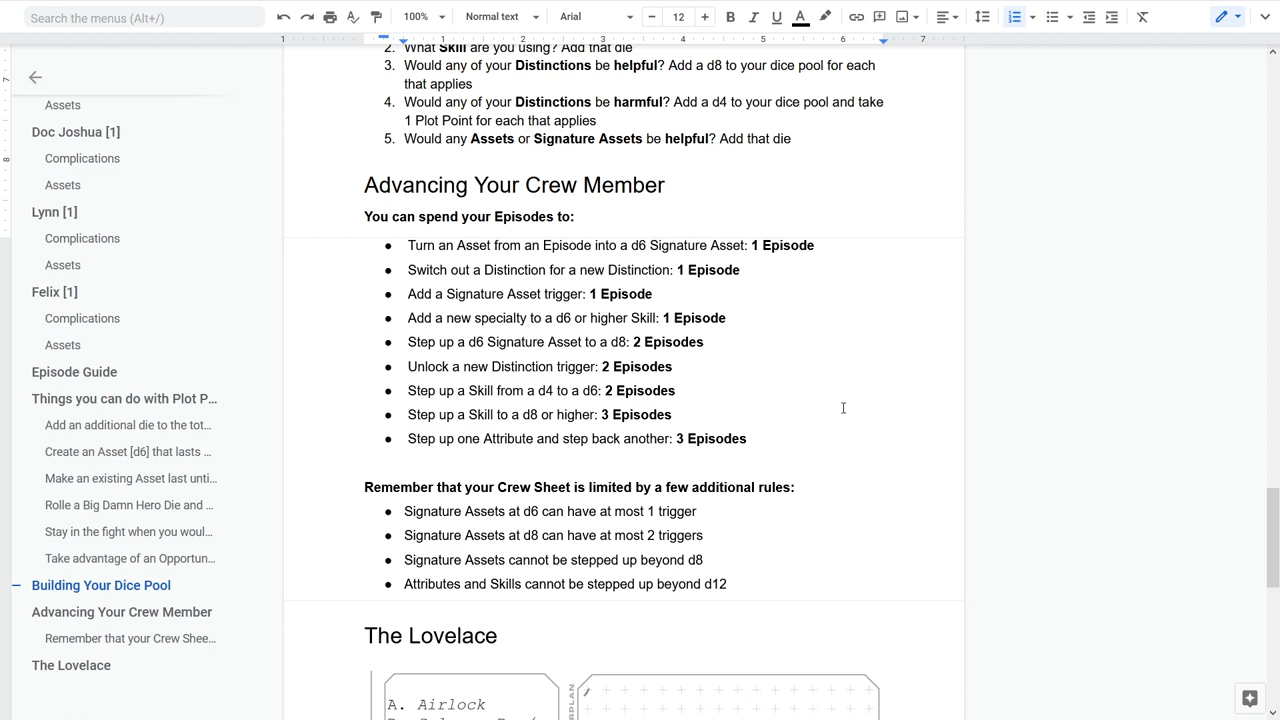 Search the menus (Alt+/)
100%
Normal text
Arial
12
B I U A
1 1 2 3 4 5 6 7
7
8
Assets
Doc Joshua [1]
Complications
Assets
Lynn [1]
Complications
Assets
Felix [1]
Complications
Assets
Episode Guide
Things you can do with Plot P...
Add an additional die to the tot...
Create an Asset [d6] that lasts ...
Make an existing Asset last unti...
Rolle a Big Damn Hero Die and ...
Stay in the fight when you woul...
Take advantage of an Opportun...
Building Your Dice Pool
Advancing Your Crew Member
Remember that your Crew Shee...
The Lovelace
2. What Skill are you using? Add that die
3. Would any of your Distinctions be helpful? Add a d8 to your dice pool for each
that applies
4. Would any of your Distinctions be harmful? Add a d4 to your dice pool and take
1 Plot Point for each that applies
5. Would any Assets or Signature Assets be helpful? Add that die
Advancing Your Crew Member
You can spend your Episodes to:
● Turn an Asset from an Episode into a d6 Signature Asset: 1 Episode
● Switch out a Distinction for a new Distinction: 1 Episode
● Add a Signature Asset trigger: 1 Episode
● Add a new specialty to a d6 or higher Skill: 1 Episode
● Step up a d6 Signature Asset to a d8: 2 Episodes
● Unlock a new Distinction trigger: 2 Episodes
● Step up a Skill from a d4 to a d6: 2 Episodes
● Step up a Skill to a d8 or higher: 3 Episodes
● Step up one Attribute and step back another: 3 Episodes
Remember that your Crew Sheet is limited by a few additional rules:
● Signature Assets at d6 can have at most 1 trigger
● Signature Assets at d8 can have at most 2 triggers
● Signature Assets cannot be stepped up beyond d8
● Attributes and Skills cannot be stepped up beyond d12
The Lovelace
A. Airlock